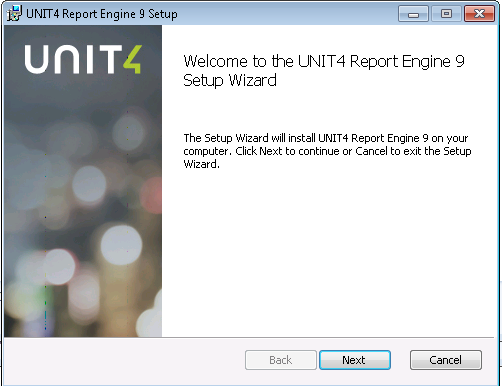 UNIT4 Report Engine 9 Setup
UNIT4
Welcome to the UNIT4 Report Engine 9
Setup Wizard
The Setup Wizard will install UNIT4 Report Engine 9 on your
computer. Click Next to continue or Cancel to exit the Setup
Wizard.
Back
Next
Cancel